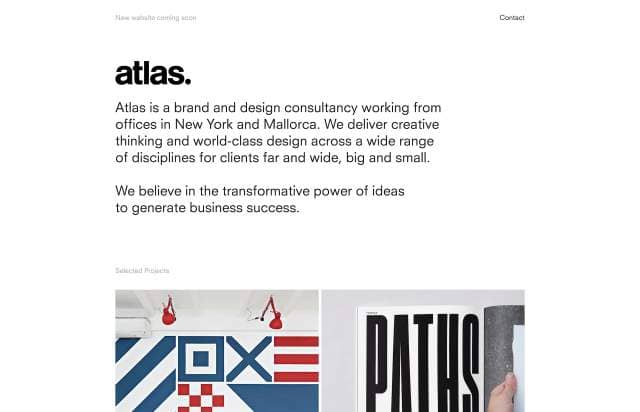 New website coming soon
Contact
atlas.
Atlas is a brand and design consultancy working from
offices in New York and Mallorca. We deliver creative
thinking and world-class design across a wide range
of disciplines for clients far and wide, big and small.
We believe in the transformative power of ideas
to generate business success.
Selected Projects
PATHS